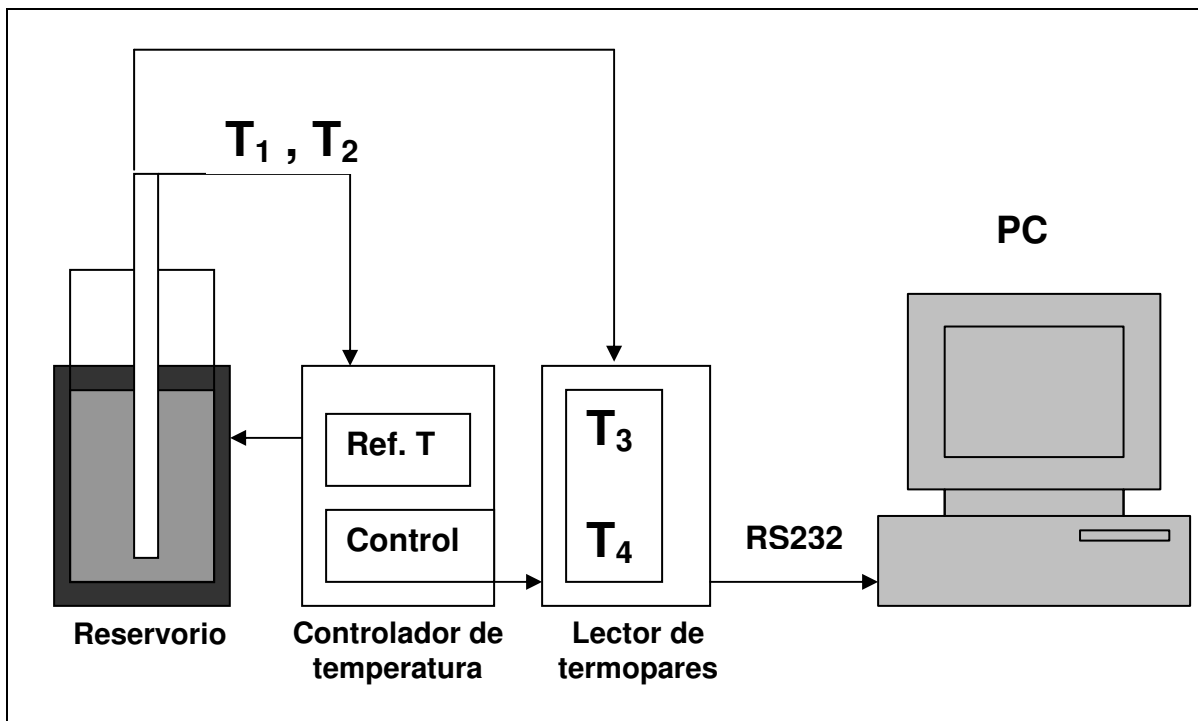 T₁ , T₂
PC
Ref. T
Control
T₃
T₄
RS232
Reservorio
Controlador de
temperatura
Lector de
termopares